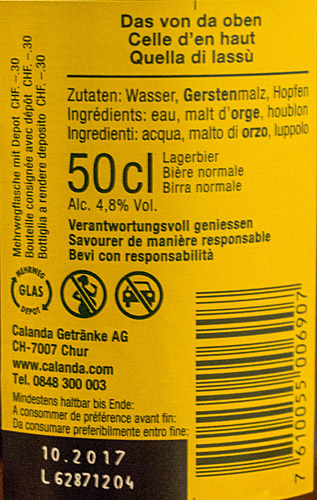 Das von da oben
Celle d'en haut
Quella di lassù
Mehrwegflasche mit Depot CHF –.30
Bouteille consignée avec dépôt CHF. –.30
Bottiglia a rendere deposito CHF. –.30
Zutaten: Wasser, Gerstenmalz, Hopfen
Ingrédients: eau, malt d'orge, houblon
Ingredienti: acqua, malto di orzo, luppolo
50cl
Lagerbier
Bière normale
Birra normale
Alc. 4,8% Vol.
Verantwortungsvoll geniessen
Savourer de manière responsable
Bevi con responsabilità
MEHRWEG
GLAS
DEPOT
Calanda Getränke AG
CH-7007 Chur
www.calanda.com
Tel. 0848 300 003
Mindestens haltbar bis Ende:
A consommer de préférence avant fin:
Da consumare preferibilmente entro fine:
10.2017
L62871204
7 610055 006907